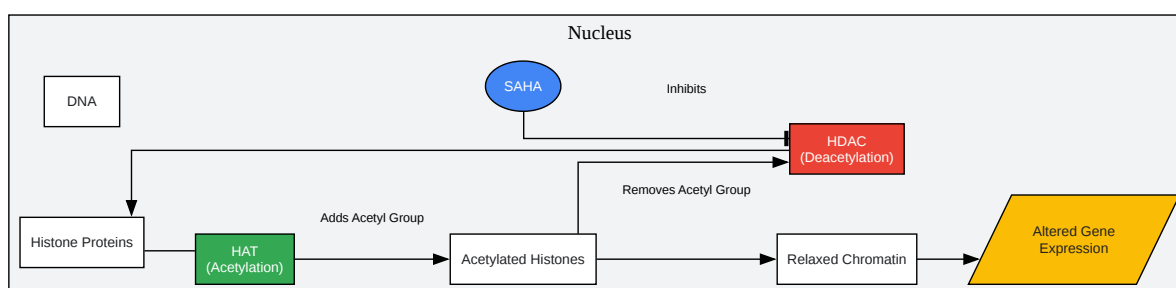 Nucleus
DNA
SAHA
Inhibits
HDAC
(Deacetylation)
Removes Acetyl Group
Adds Acetyl Group
Histone Proteins
HAT
(Acetylation)
Acetylated Histones
Relaxed Chromatin
Altered Gene
Expression